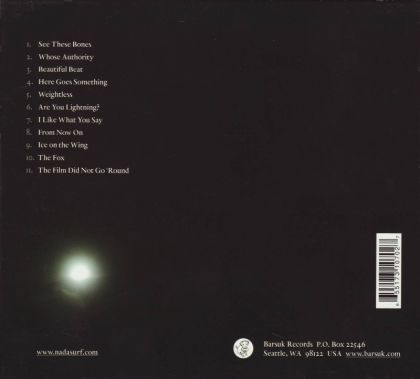 1. See These Bones
2. Whose Authority
3. Beautiful Beat
4. Here Goes Something
5. Weightless
6. Are You Lightning?
7. I Like What You Say
8. From Now On
9. Ice on the Wing
10. The Fox
11. The Film Did Not Go 'Round
www.nadasurf.com
Barsuk Records P.O. Box 22546
Seattle, WA 98122 USA www.barsuk.com